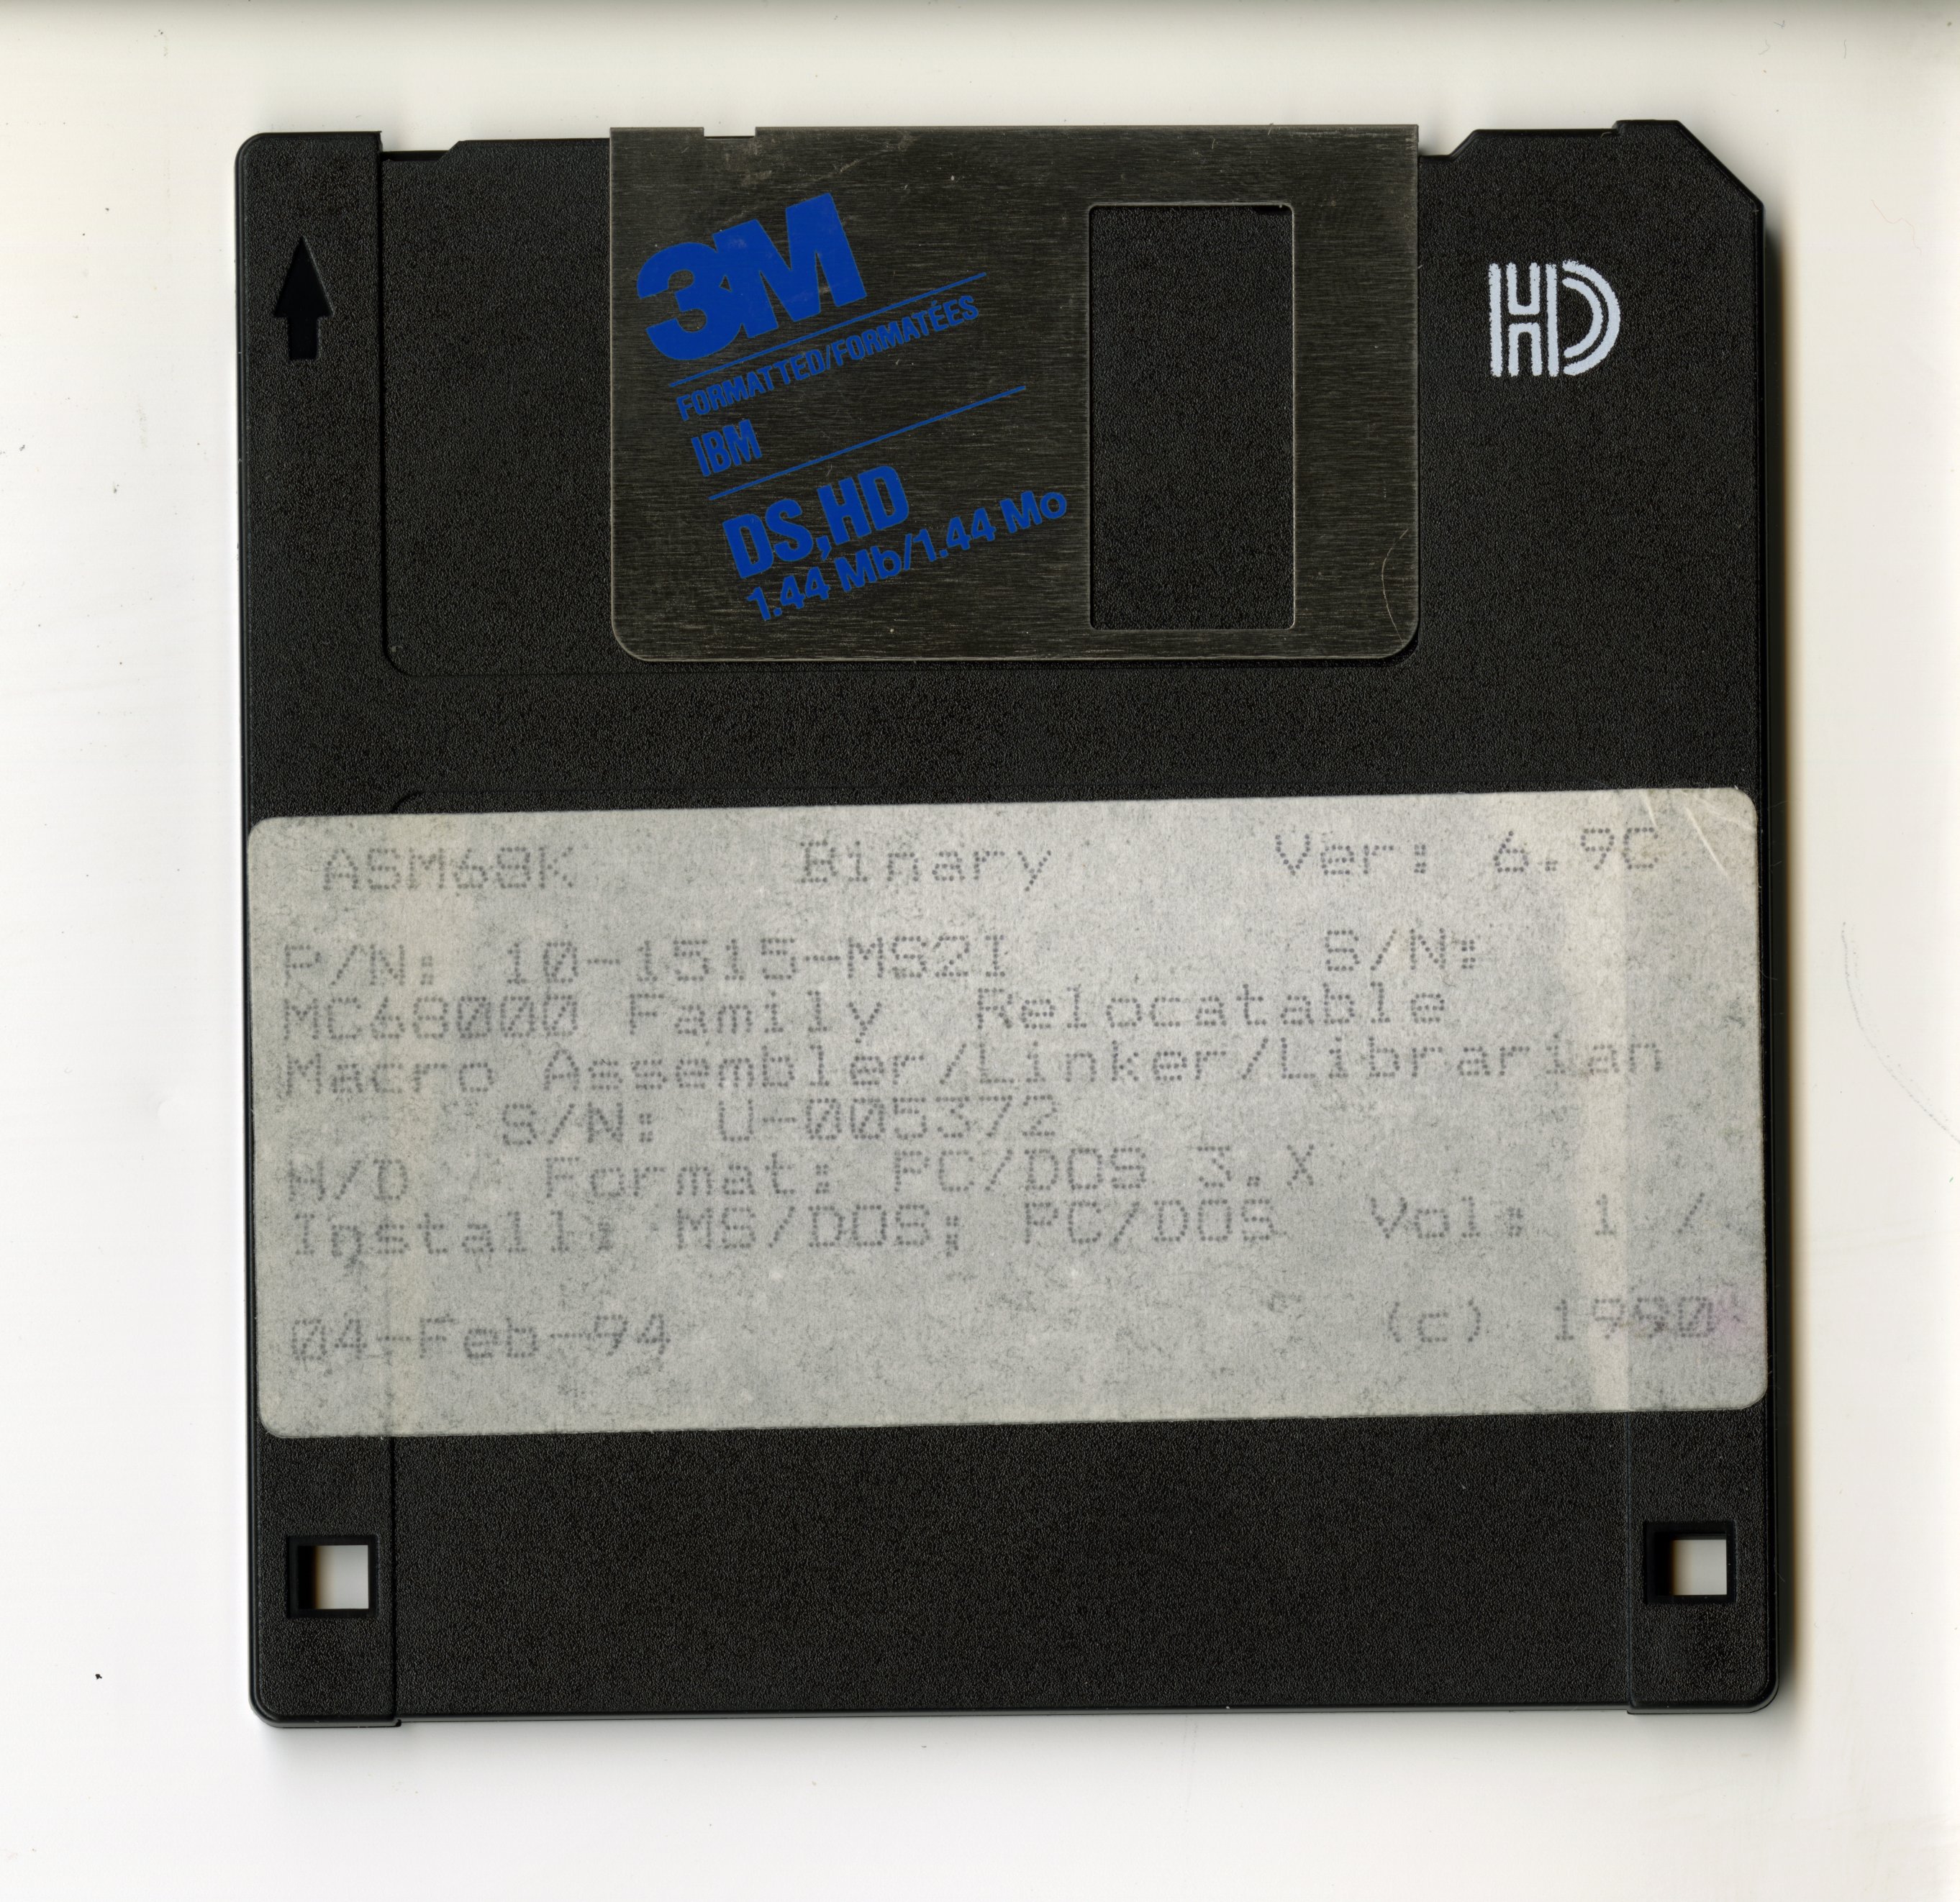 3M
FORMATTED/FORMATÉES
IBM
DS,HD
1.44 Mb/1.44 Mo
HD
ASM68K Binary Ver: 6.9C
P/N: 10-1515-MS2I S/N:
MC68000 Family Relocatable
Macro Assembler/Linker/Librarian
S/N: U-005372
H/D Format: PC/DOS 3.X
Install: MS/DOS; PC/DOS Vol: 1 /
04-Feb-94 (c) 1990